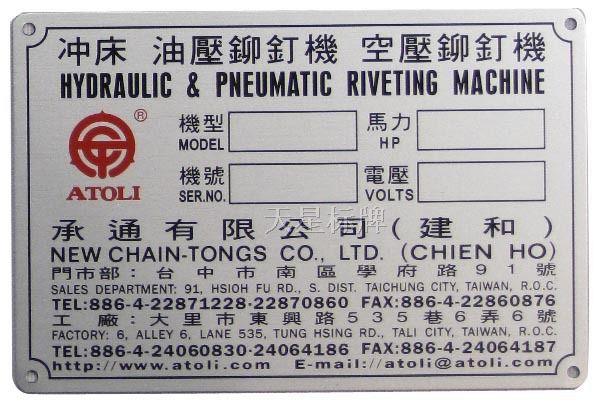 冲床 油壓鉚釘機 空壓鉚釘機
HYDRAULIC & PNEUMATIC RIVETING MACHINE
®
ATOLI
機型 MODEL
馬力 HP
機號 SER.NO.
電壓 VOLTS
天星标牌
承通有限公司(建和)
NEW CHAIN-TONGS CO., LTD. (CHIEN HO)
門市部：台中市南區學府路91號
SALES DEPARTMENT: 91, HSIOH FU RD., S. DIST. TAICHUNG CITY, TAIWAN, R.O.C.
TEL:886-4-22871228·22870860 FAX:886-4-22860876
工廠：大里市東興路535巷6弄6號
FACTORY: 6, ALLEY 6, LANE 535, TUNG HSING RD., TALI CITY, TAIWAN, R.O.C.
TEL:886-4-24060830·24064186 FAX:886-4-24064187
http://www.atoli.com E-mail://atoli@atoli.com